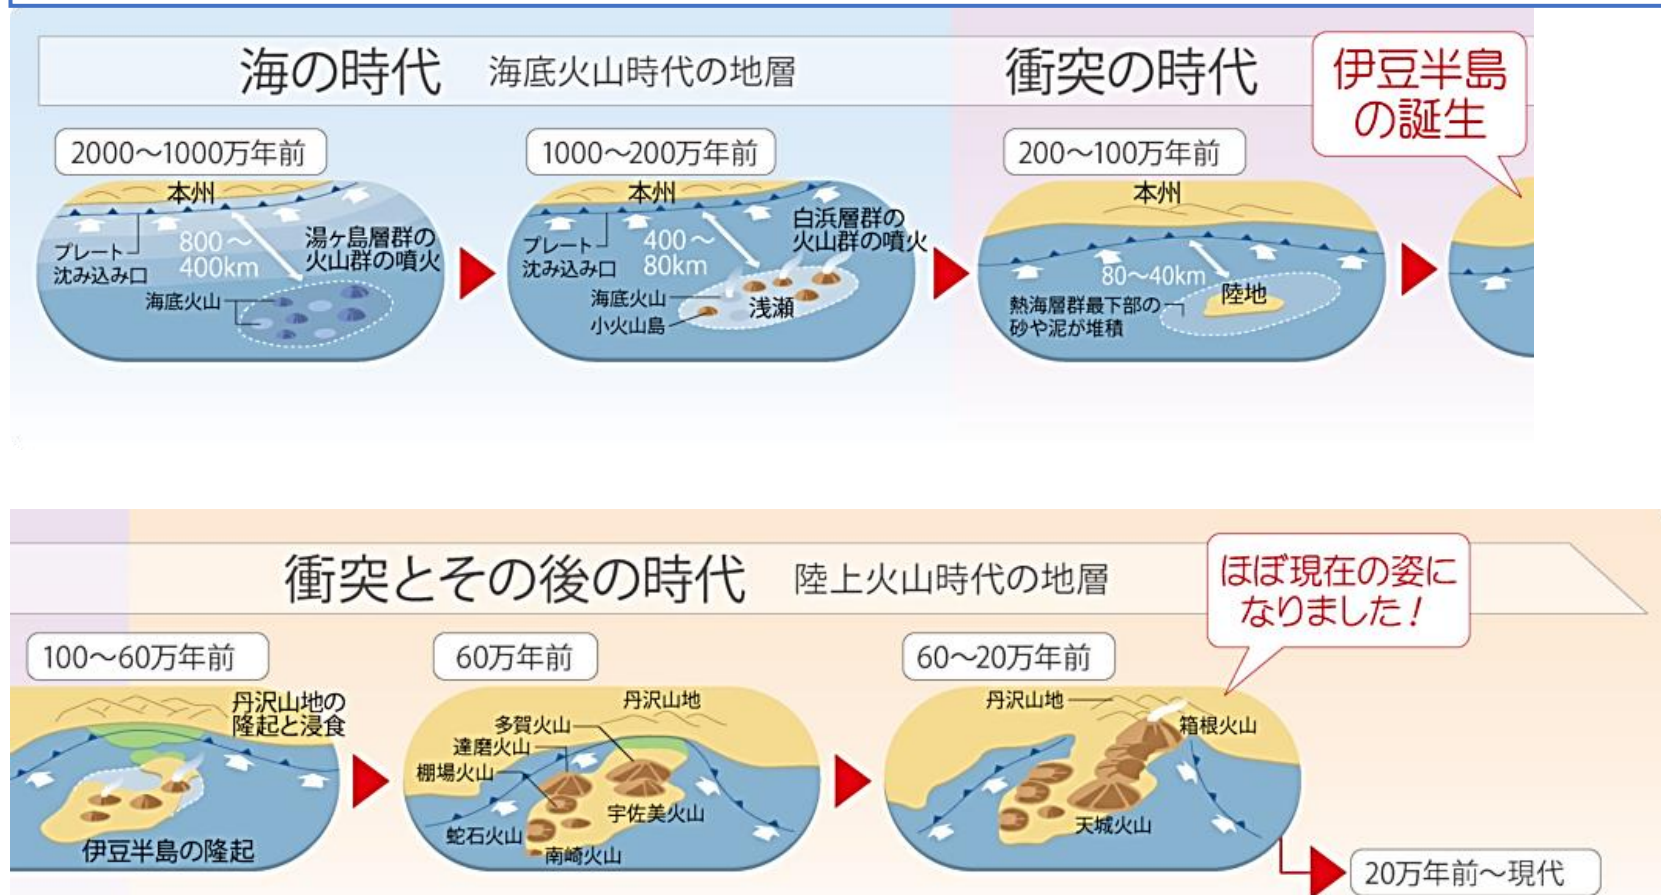 海の時代 海底火山時代の地層
衝突の時代
伊豆半島
の誕生
2000〜1000万年前
本州
プレート
沈み込み口
800〜
400km
湯ヶ島層群の
火山群の噴火
海底火山
1000〜200万年前
本州
プレート
沈み込み口
400〜
80km
白浜層群の
火山群の噴火
海底火山
小火山島
浅瀬
200〜100万年前
本州
80〜40km
陸地
熱海層群最下部の
砂や泥が堆積
衝突とその後の時代 陸上火山時代の地層
ほぼ現在の姿に
なりました!
100〜60万年前
丹沢山地の
隆起と浸食
伊豆半島の隆起
60万年前
丹沢山地
多賀火山
達磨火山
棚場火山
宇佐美火山
蛇石火山
南崎火山
60〜20万年前
丹沢山地
箱根火山
天城火山
20万年前〜現代